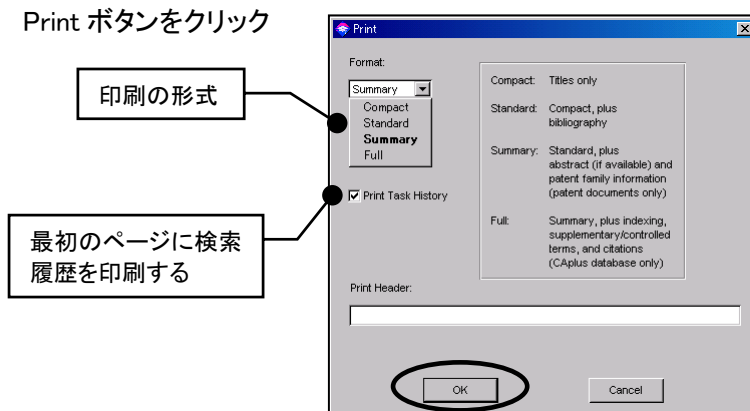 Print ボタンをクリック
Print
Format:
Summary
Compact
Standard
Summary
Full
印刷の形式
Print Task History
最初のページに検索
履歴を印刷する
Compact: Titles only
Standard: Compact, plus
bibliography
Summary: Standard, plus
abstract (if available) and
patent family information
(patent documents only)
Full: Summary, plus indexing,
supplementary/controlled
terms, and citations
(CAplus database only)
Print Header:
OK
Cancel